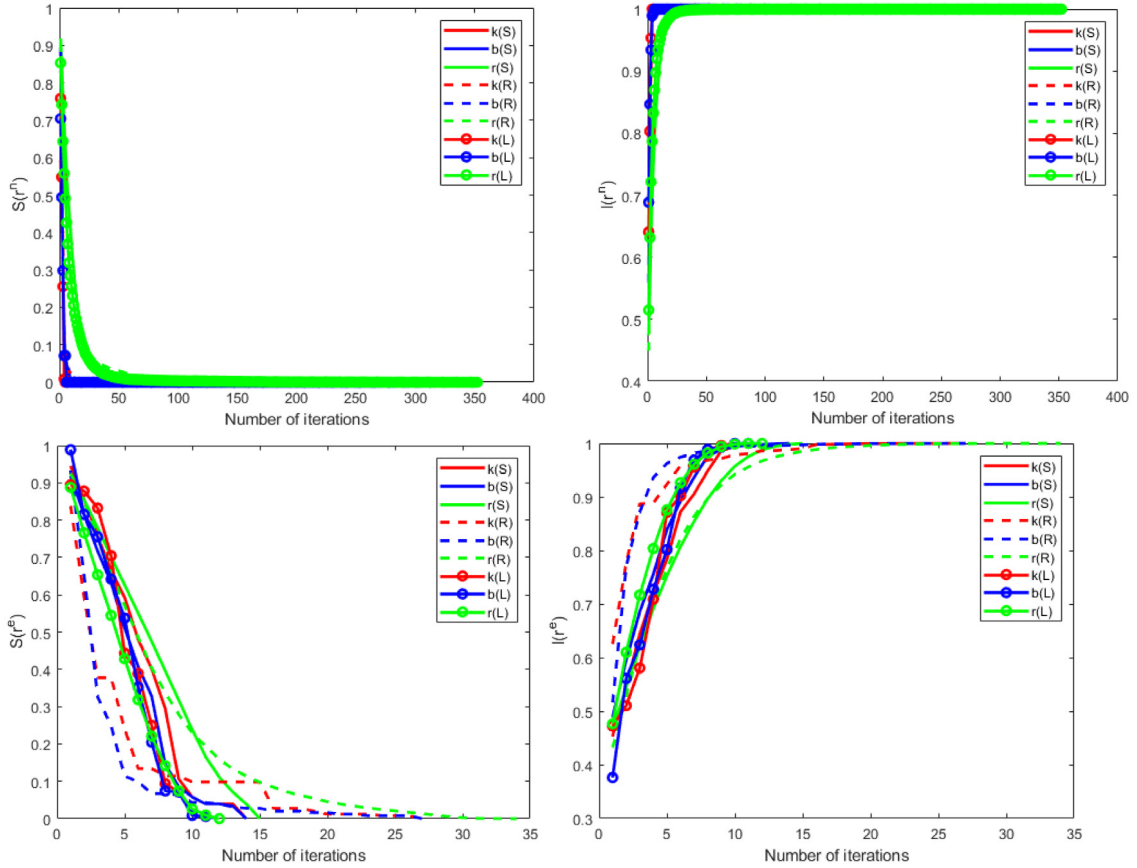 1
0.9
0.8
0.7
0.6
0.5
0.4
0.3
0.2
0.1
0
S(r^n)
0 50 100 150 200 250 300 350 400
Number of iterations
k(S)
b(S)
r(S)
k(R)
b(R)
r(R)
k(L)
b(L)
r(L)
1
0.9
0.8
0.7
0.6
0.5
0.4
I(r^n)
0 50 100 150 200 250 300 350 400
Number of iterations
k(S)
b(S)
r(S)
k(R)
b(R)
r(R)
k(L)
b(L)
r(L)
1
0.9
0.8
0.7
0.6
0.5
0.4
0.3
0.2
0.1
0
S(r^e)
0 5 10 15 20 25 30 35
Number of iterations
k(S)
b(S)
r(S)
k(R)
b(R)
r(R)
k(L)
b(L)
r(L)
1
0.9
0.8
0.7
0.6
0.5
0.4
0.3
I(r^e)
0 5 10 15 20 25 30 35
Number of iterations
k(S)
b(S)
r(S)
k(R)
b(R)
r(R)
k(L)
b(L)
r(L)